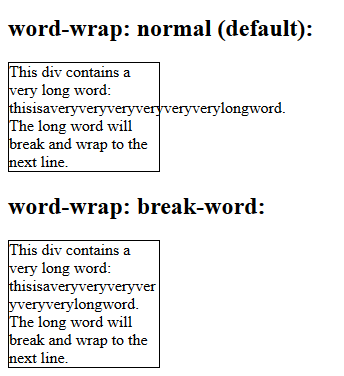 word-wrap: normal (default):
This div contains a
very long word:
thisisaveryveryveryveryveryverylongword.
The long word will
break and wrap to the
next line.
word-wrap: break-word:
This div contains a
very long word:
thisisaveryveryveryver
yveryverylongword.
The long word will
break and wrap to the
next line.